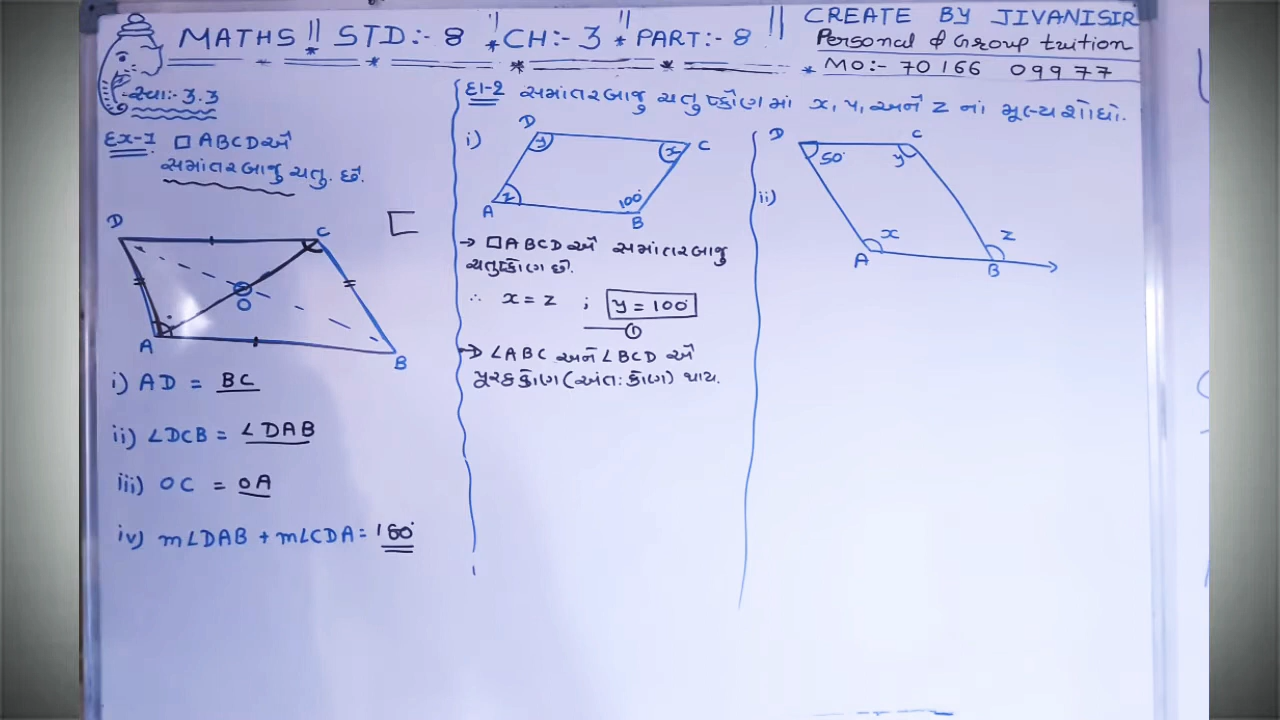 MATHS || STD:- 8 * CH:- 3 * PART:- 8 ||
CREATE BY JIVANISIR
Personal & Group tuition
MO:- 70166 09977
સ્વા:-3.3
Ex-1 □ABCD એ
સમાંતરબાજુ ચતુ. છે.
D
C
O
A
B
i) AD = BC
ii) ∠DCB = ∠DAB
iii) OC = OA
iv) m∠DAB + m∠CDA = 180°
દા-2 સમાંતરબાજુ ચતુષ્કોણમાં x, y, અને z નાં મૂલ્ય શોધો.
i)
D
y
x
C
z
100°
A
B
→ □ABCD એ સમાંતરબાજુ
ચતુષ્કોણ છે.
∴ x = z ; y = 100°
①
→ ∠ABC અને ∠BCD એ
પૂરકકોણ (અંત:કોણ) થાય.
ii)
D
C
50°
y
x
z
A
B